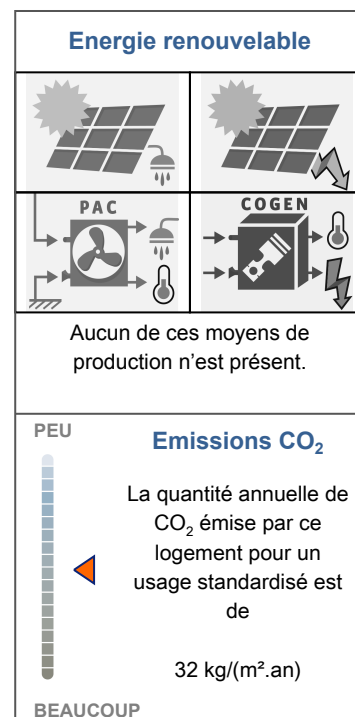 Energie renouvelable
PAC
COGEN
Aucun de ces moyens de
production n'est présent.
PEU
Emissions CO₂
La quantité annuelle de
CO₂ émise par ce
logement pour un
usage standardisé est
de
32 kg/(m².an)
BEAUCOUP